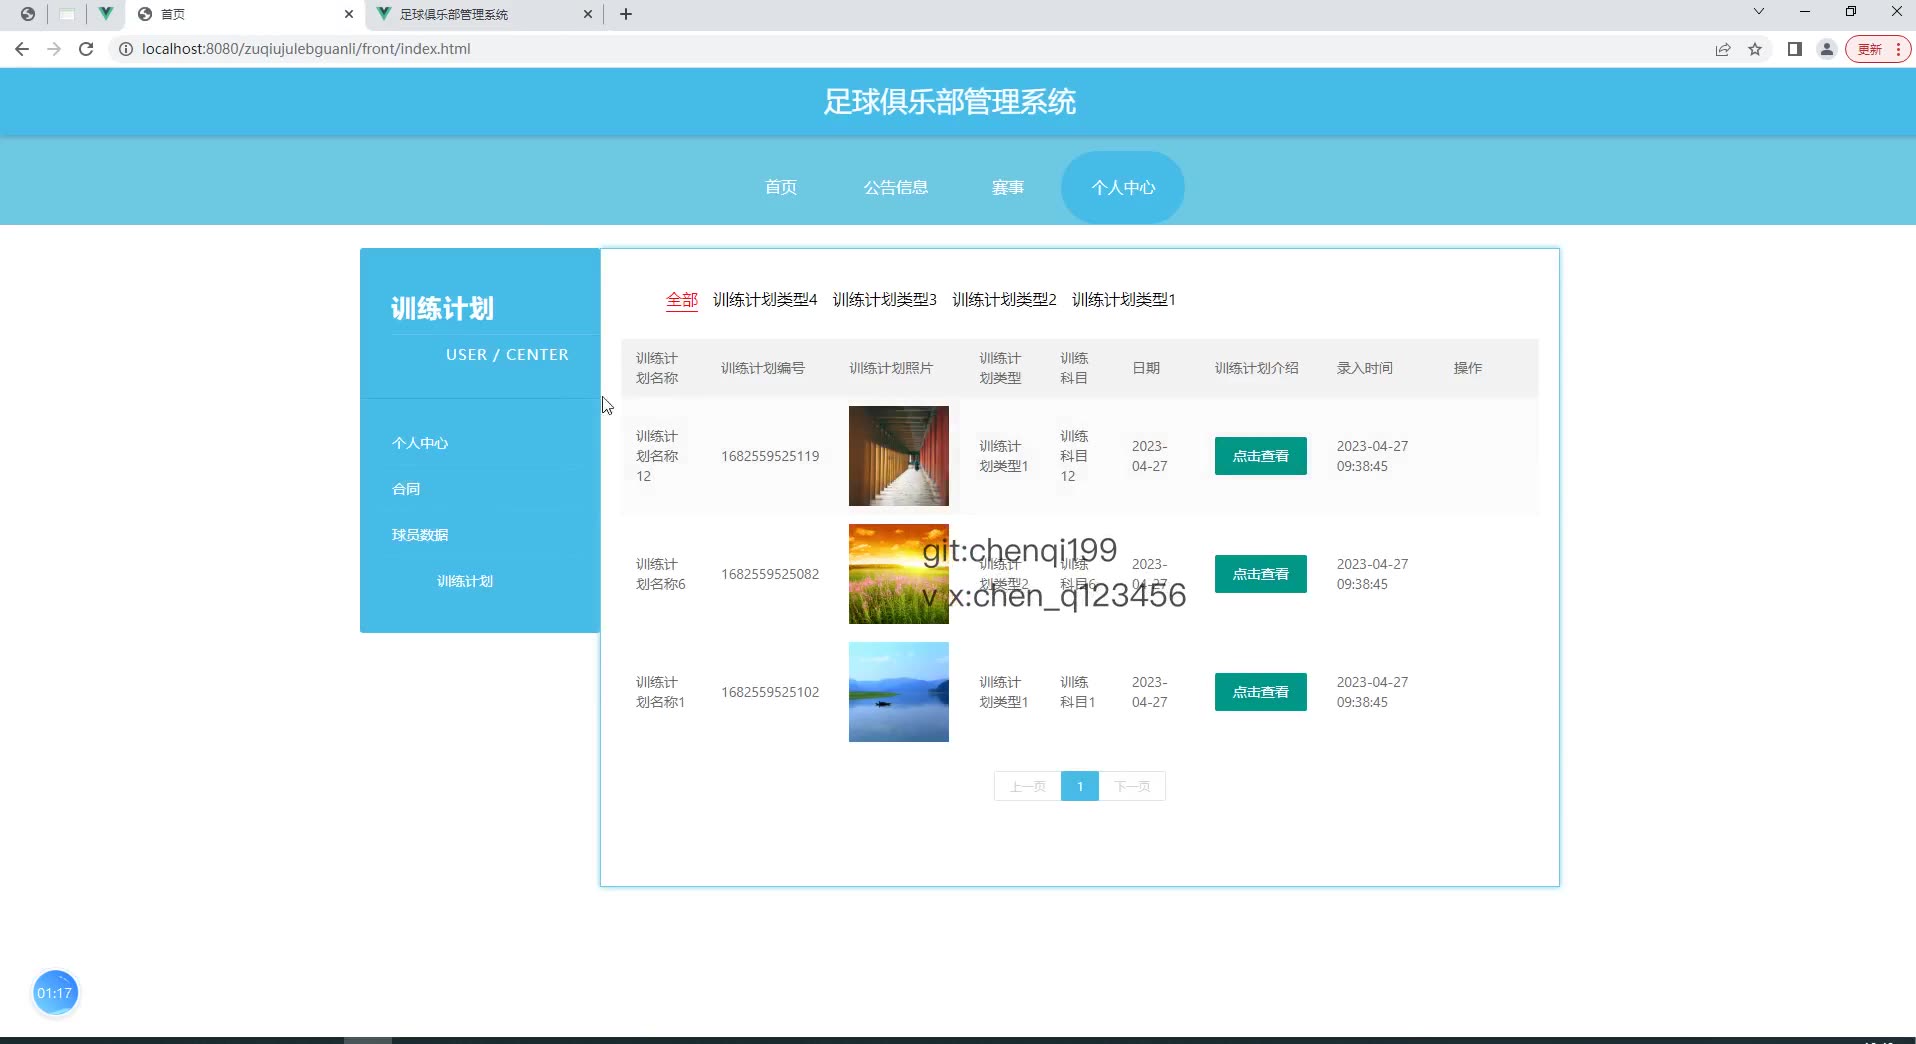 首页
足球俱乐部管理系统
localhost:8080/zuqiujulebguanli/front/index.html
更新
足球俱乐部管理系统
首页
公告信息
赛事
个人中心
训练计划
USER / CENTER
个人中心
合同
球员数据
训练计划
全部 训练计划类型4 训练计划类型3 训练计划类型2 训练计划类型1
训练计
划名称
训练计划编号
训练计划照片
训练计
划类型
训练
科目
日期
训练计划介绍
录入时间
操作
训练计
划名称
12
1682559525119
训练计
划类型1
训练
科目
12
2023-
04-27
点击查看
2023-04-27
09:38:45
训练计
划名称6
1682559525082
训练计
划类型2
训练
科目6
2023-
04-27
点击查看
2023-04-27
09:38:45
git:chenqi199
v x:chen_q123456
训练计
划名称1
1682559525102
训练计
划类型1
训练
科目1
2023-
04-27
点击查看
2023-04-27
09:38:45
上一页
1
下一页
01:17